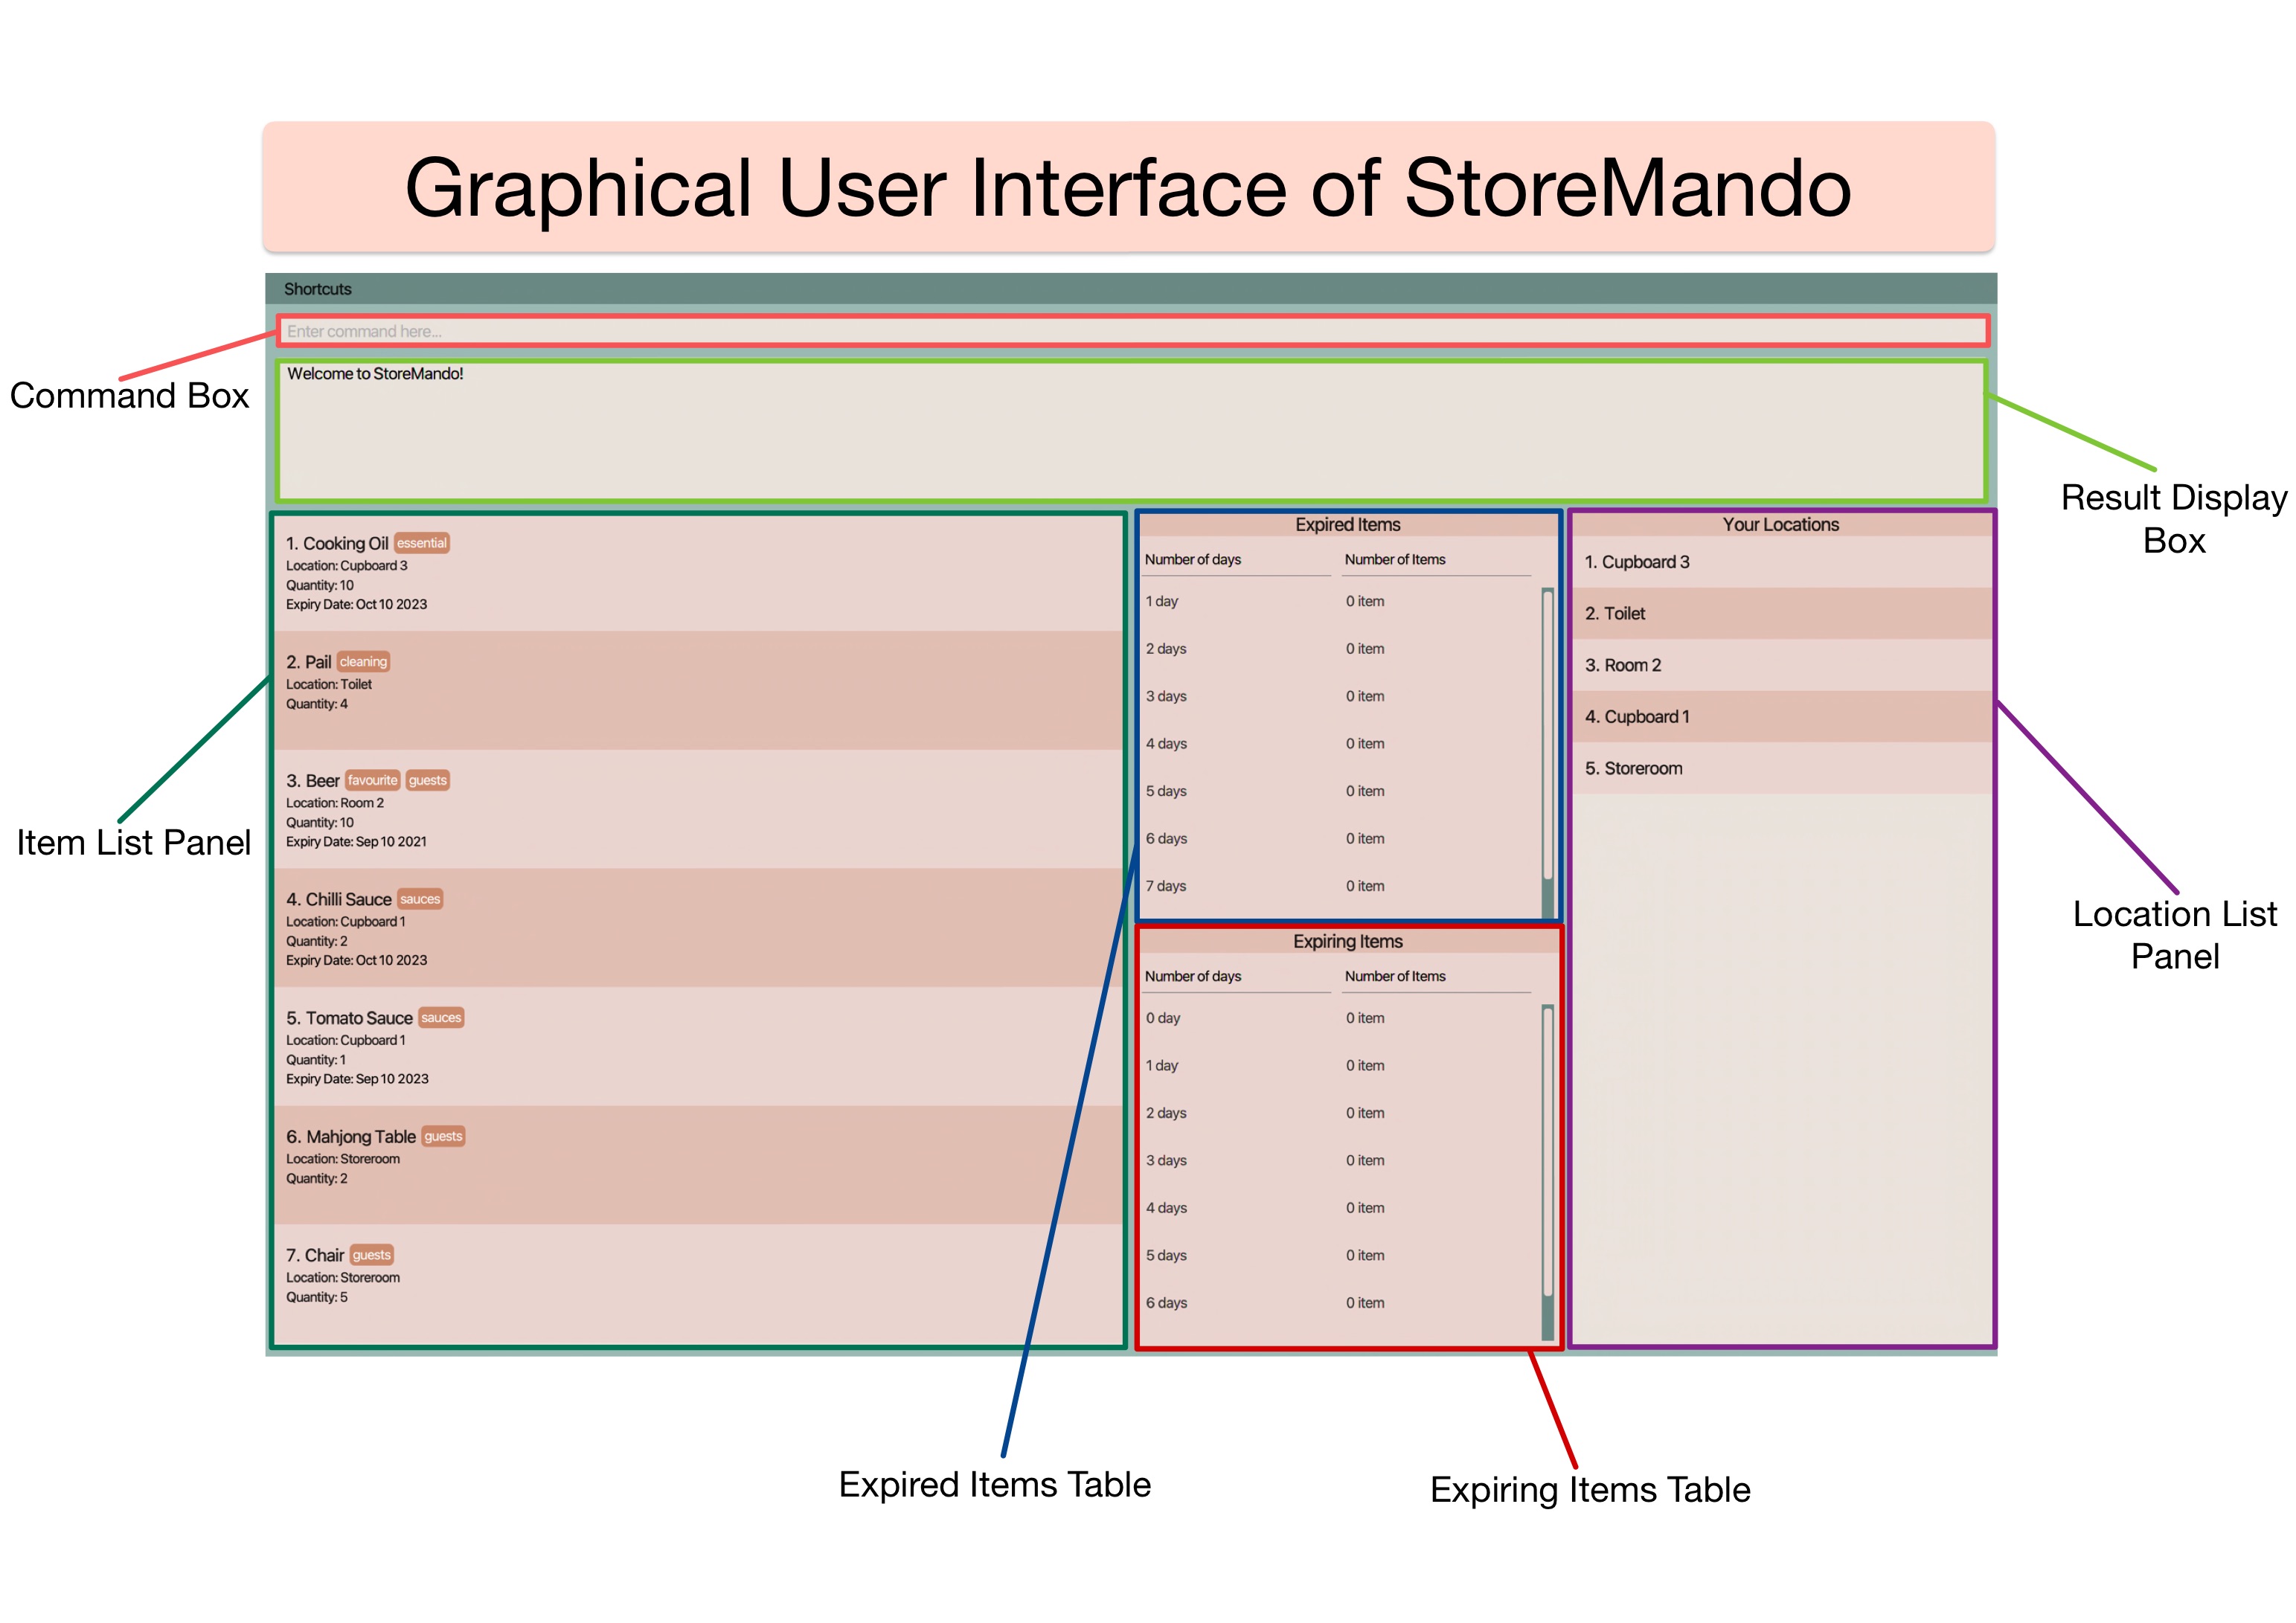 Graphical User Interface of StoreMando
Shortcuts
Enter command here...
Command Box
Welcome to StoreMando!
Result Display
Box
Item List Panel
1. Cooking Oil essential
Location: Cupboard 3
Quantity: 10
Expiry Date: Oct 10 2023
2. Pail cleaning
Location: Toilet
Quantity: 4
3. Beer favourite guests
Location: Room 2
Quantity: 10
Expiry Date: Sep 10 2021
4. Chilli Sauce sauces
Location: Cupboard 1
Quantity: 2
Expiry Date: Oct 10 2023
5. Tomato Sauce sauces
Location: Cupboard 1
Quantity: 1
Expiry Date: Sep 10 2023
6. Mahjong Table guests
Location: Storeroom
Quantity: 2
7. Chair guests
Location: Storeroom
Quantity: 5
Expired Items
Number of days Number of Items
1 day 0 item
2 days 0 item
3 days 0 item
4 days 0 item
5 days 0 item
6 days 0 item
7 days 0 item
Expiring Items
Number of days Number of Items
0 day 0 item
1 day 0 item
2 days 0 item
3 days 0 item
4 days 0 item
5 days 0 item
6 days 0 item
Your Locations
1. Cupboard 3
2. Toilet
3. Room 2
4. Cupboard 1
5. Storeroom
Location List
Panel
Expired Items Table
Expiring Items Table